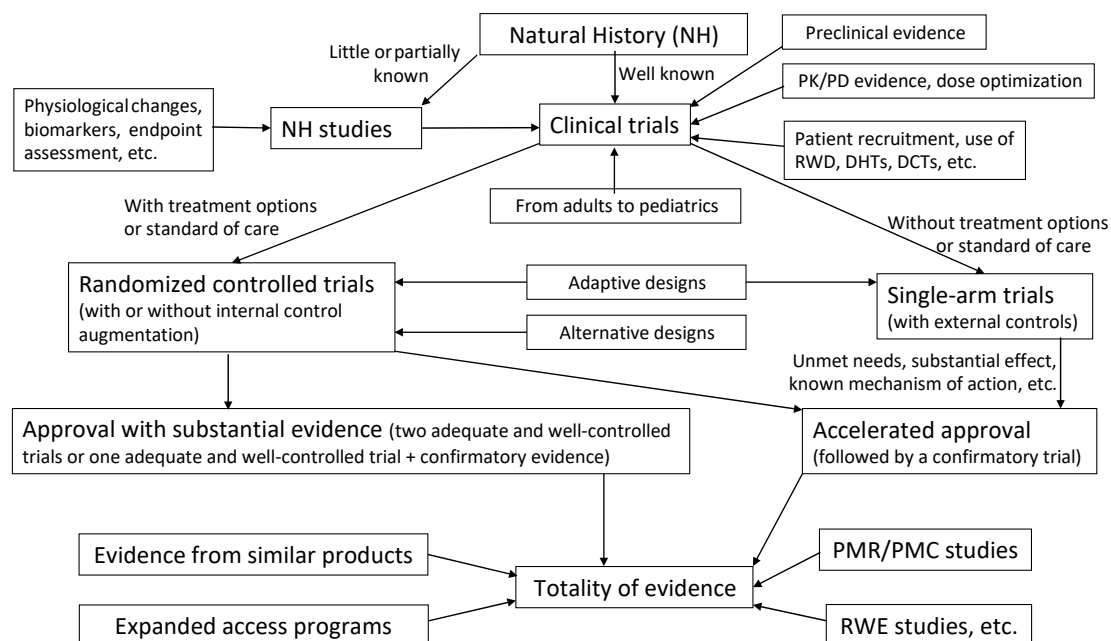 Natural History (NH)
Preclinical evidence
Little or partially
known
Well known
PK/PD evidence, dose optimization
Physiological changes,
biomarkers, endpoint
assessment, etc.
NH studies
Clinical trials
Patient recruitment, use of
RWD, DHTs, DCTs, etc.
With treatment options
or standard of care
From adults to pediatrics
Without treatment options
or standard of care
Randomized controlled trials
(with or without internal control
augmentation)
Adaptive designs
Single-arm trials
(with external controls)
Alternative designs
Unmet needs, substantial effect,
known mechanism of action, etc.
Approval with substantial evidence (two adequate and well-controlled
trials or one adequate and well-controlled trial + confirmatory evidence)
Accelerated approval
(followed by a confirmatory trial)
Evidence from similar products
PMR/PMC studies
Totality of evidence
Expanded access programs
RWE studies, etc.